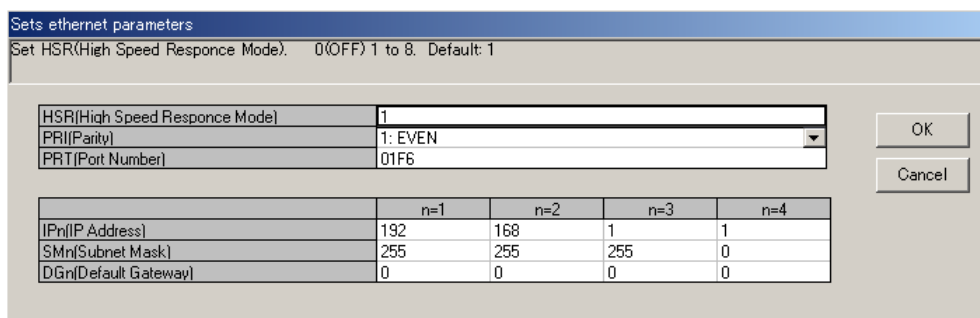 Sets ethernet parameters
Set HSR(High Speed Responce Mode).    0(OFF) 1 to 8.  Default: 1
HSR(High Speed Responce Mode) 1
PRI(Parity) 1: EVEN
PRT(Port Number) 01F6
OK
Cancel
n=1 n=2 n=3 n=4
IPn(IP Address) 192 168 1 1
SMn(Subnet Mask) 255 255 255 0
DGn(Default Gateway) 0 0 0 0